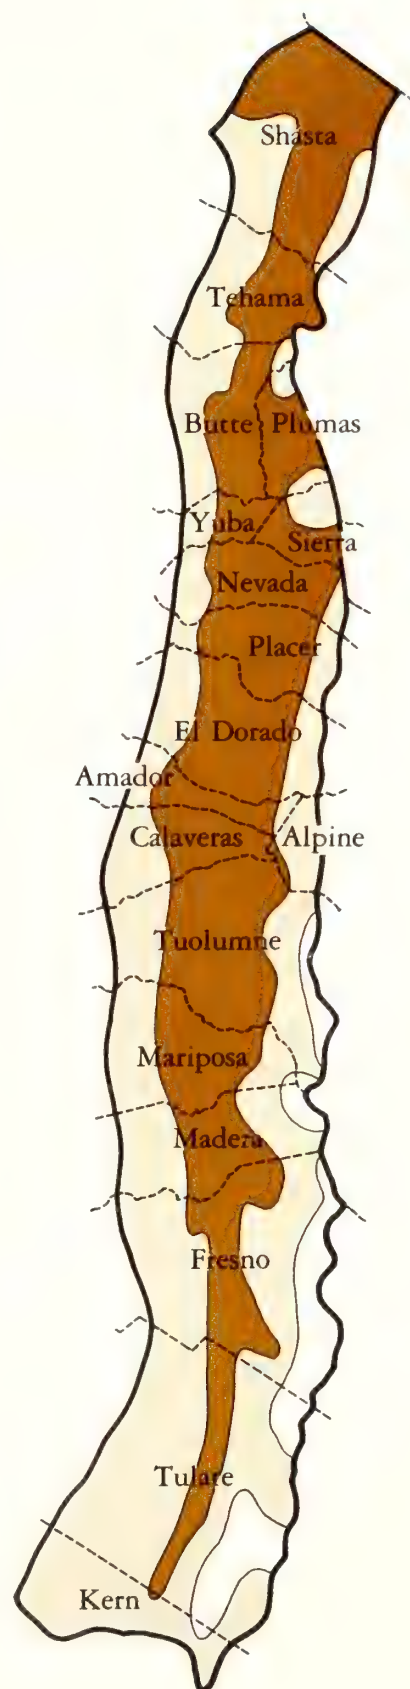 Shasta
Tehama
Butte Plumas
Yuba
Sierra
Nevada
Placer
El Dorado
Amador
Calaveras Alpine
Tuolumne
Mariposa
Madera
Fresno
Tulare
Kern